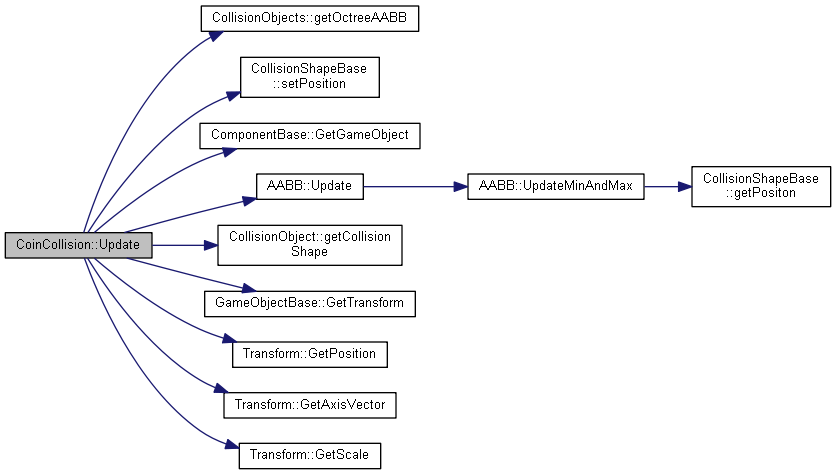 CollisionObjects::getOctreeAABB
CollisionShapeBase
::setPosition
ComponentBase::GetGameObject
AABB::Update
AABB::UpdateMinAndMax
CollisionShapeBase
::getPositon
CoinCollision::Update
CollisionObject::getCollision
Shape
GameObjectBase::GetTransform
Transform::GetPosition
Transform::GetAxisVector
Transform::GetScale